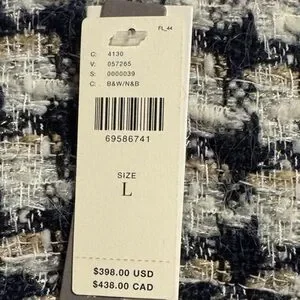 FL_44
C: 4130
V: 057265
S: 0000039
C: B&W/N&B
69586741
SIZE
L
$398.00 USD
$438.00 CAD